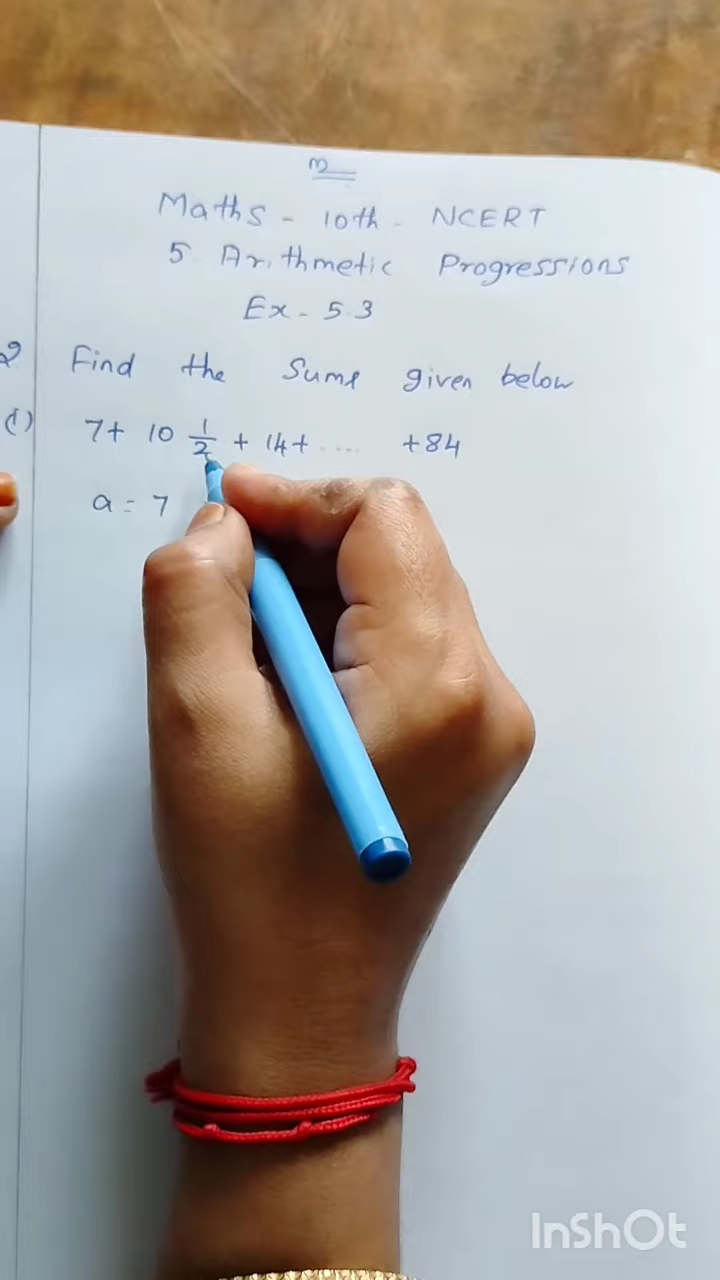 Maths - 10th - NCERT
5. Arithmetic Progressions
Ex - 5.3
2 Find the Sums given below
(i) 7+ 10 1/2 + 14+ .... +84
a = 7
InShOt